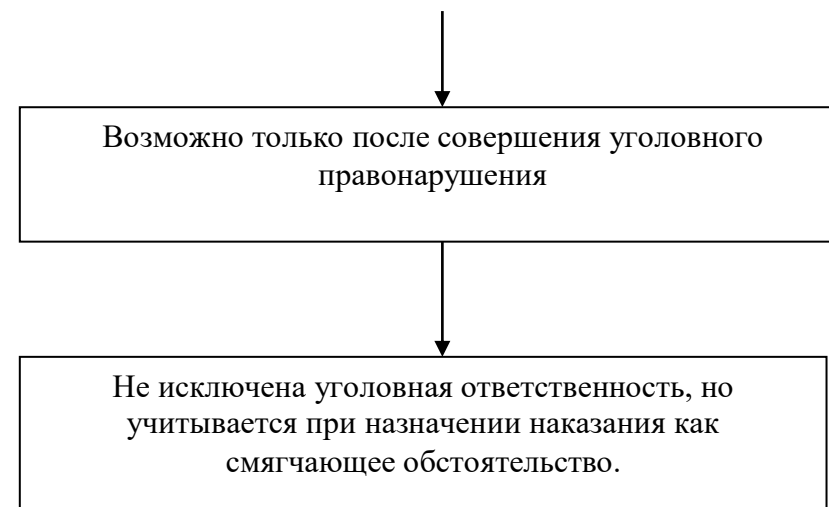 Возможно только после совершения уголовного
правонарушения
Не исключена уголовная ответственность, но
учитывается при назначении наказания как
смягчающее обстоятельство.